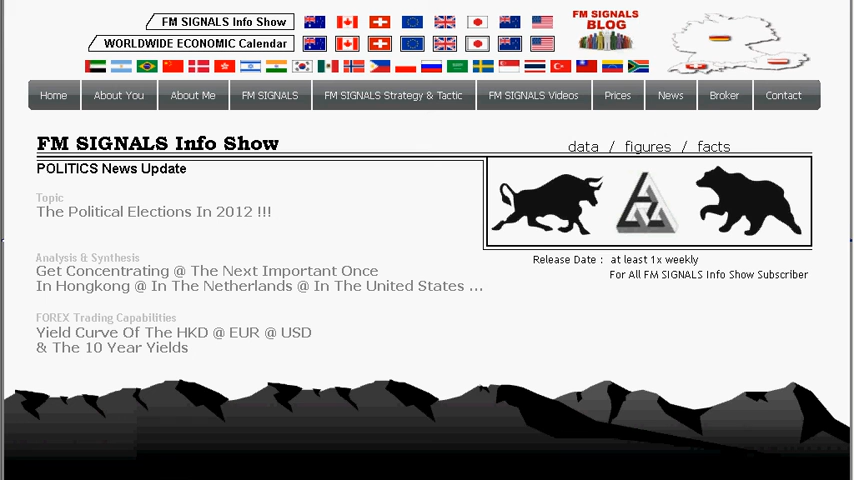 FM SIGNALS Info Show
WORLDWIDE ECONOMIC Calendar
FM SIGNALS
BLOG
Home
About You
About Me
FM SIGNALS
FM SIGNALS Strategy & Tactic
FM SIGNALS Videos
Prices
News
Broker
Contact
FM SIGNALS Info Show
data / figures / facts
POLITICS News Update
Topic
The Political Elections In 2012 !!!
Analysis & Synthesis
Get Concentrating @ The Next Important Once
In Hongkong @ In The Netherlands @ In The United States ...
Release Date : at least 1x weekly
For All FM SIGNALS Info Show Subscriber
FOREX Trading Capabilities
Yield Curve Of The HKD @ EUR @ USD
& The 10 Year Yields